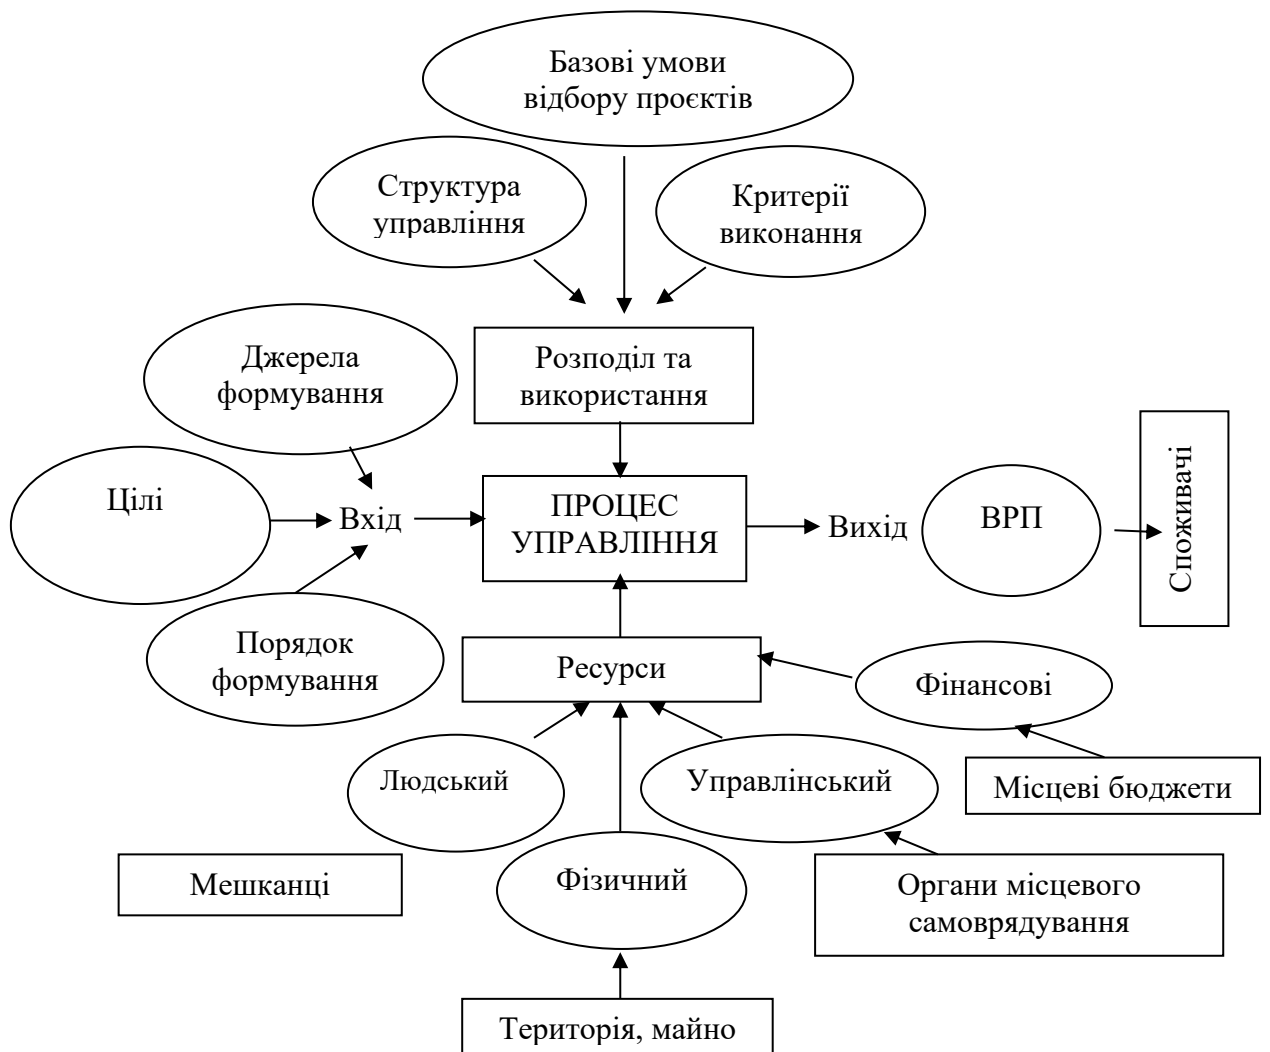 Базові умови
відбору проєктів
Структура
управління
Критерії
виконання
Джерела
формування
Розподіл та
використання
Цілі
Вхід
ПРОЦЕС
УПРАВЛІННЯ
Вихід
ВРП
Споживачі
Порядок
формування
Ресурси
Фінансові
Людський
Управлінський
Місцеві бюджети
Мешканці
Фізичний
Органи місцевого
самоврядування
Територія, майно